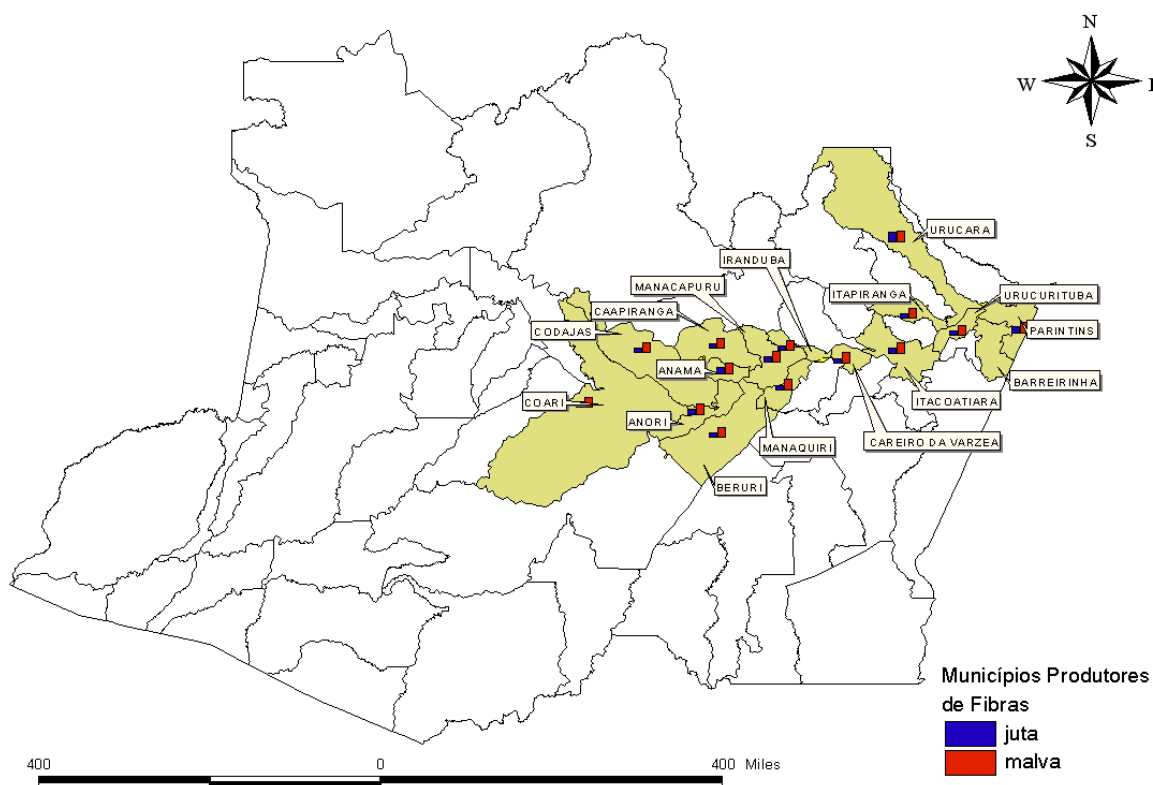 N
W
E
S
URUCARA
IRANDUBA
MANACAPURU
ITAPIRANGA
URUCURITUBA
CAAPIRANGA
CODAJAS
PARINTINS
ANAMA
BARREIRINHA
COARI
ITACOATIARA
ANORI
CAREIRO DA VARZEA
MANAQUIRI
BERURI
Municípios Produtores
de Fibras
juta
malva
400 0 400 Miles